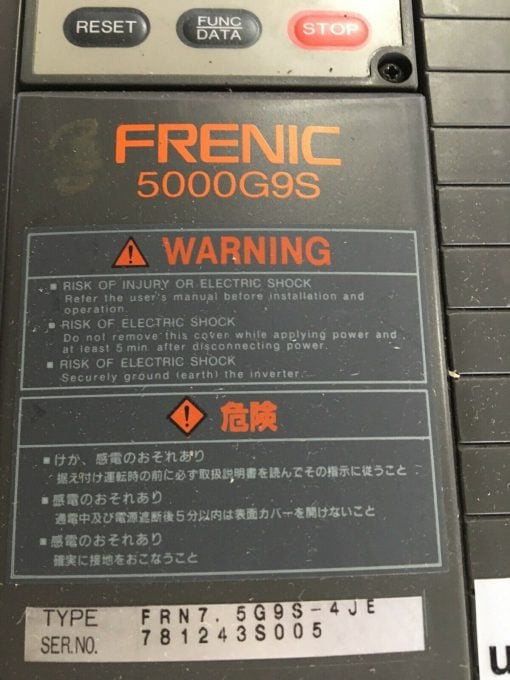 RESET
FUNC
DATA
STOP
FRENIC
5000G9S
WARNING
■ RISK OF INJURY OR ELECTRIC SHOCK
Refer the user's manual before installation and
operation.
■ RISK OF ELECTRIC SHOCK
Do not remove this cover while applying power and
at least 5 min. after disconnecting power.
■ RISK OF ELECTRIC SHOCK
Securely ground (earth) the inverter.
危険
■ けが、感電のおそれあり
据え付け運転時の前に必ず取扱説明書を読んでその指示に従うこと
■ 感電のおそれあり
通電中及び電源遮断後5分以内は表面カバーを開けないこと
■ 感電のおそれあり
確実に接地をおこなうこと
TYPE FRN7.5G9S-4JE
SER.NO. 781243S005
u